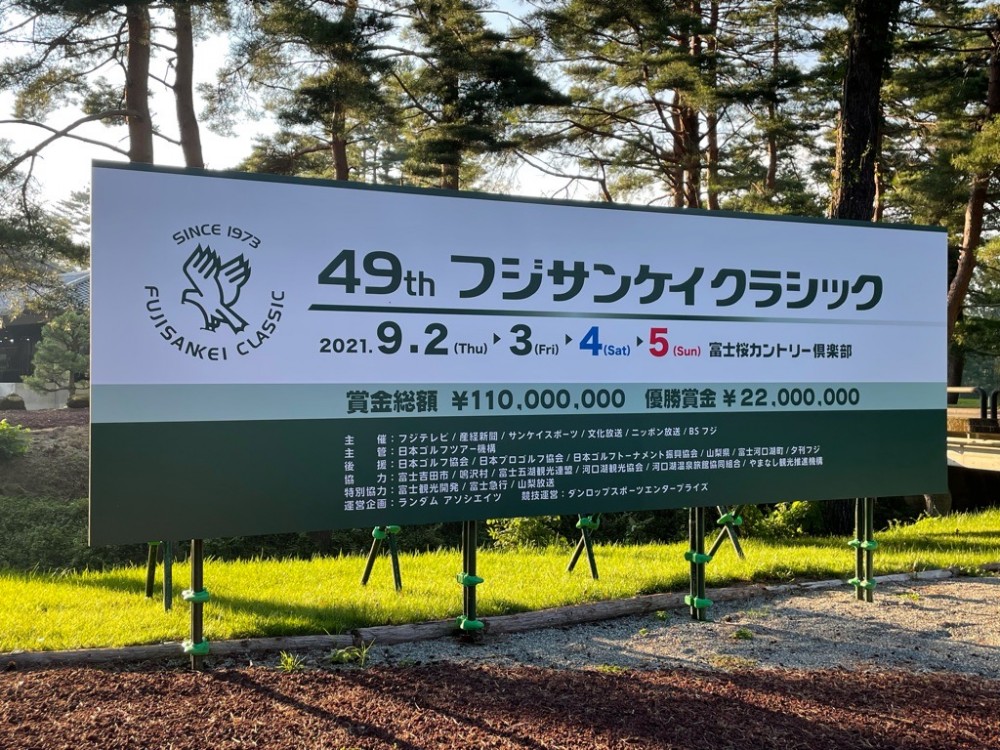 SINCE 1973
FUJISANKEI CLASSIC
49th フジサンケイクラシック
2021. 9.2 (Thu) 3 (Fri) 4 (Sat) 5 (Sun) 富士桜カントリー倶楽部
賞金総額 ¥110,000,000 優勝賞金 ¥22,000,000
主 催：フジテレビ / 産経新聞 / サンケイスポーツ / 文化放送 / ニッポン放送 / BSフジ
主 管：日本ゴルフツアー機構
後 援：日本ゴルフ協会 / 日本プロゴルフ協会 / 日本ゴルフトーナメント振興協会 / 山梨県 / 富士河口湖町 / 夕刊フジ
協 力：富士吉田市 / 鳴沢村 / 富士五湖観光連盟 / 河口湖観光協会 / 河口湖温泉旅館協同組合 / やまなし観光推進機構
特別協力：富士観光開発 / 富士急行 / 山梨放送
運営企画：ランダム アソシエイツ 競技運営：ダンロップスポーツエンタープライズ